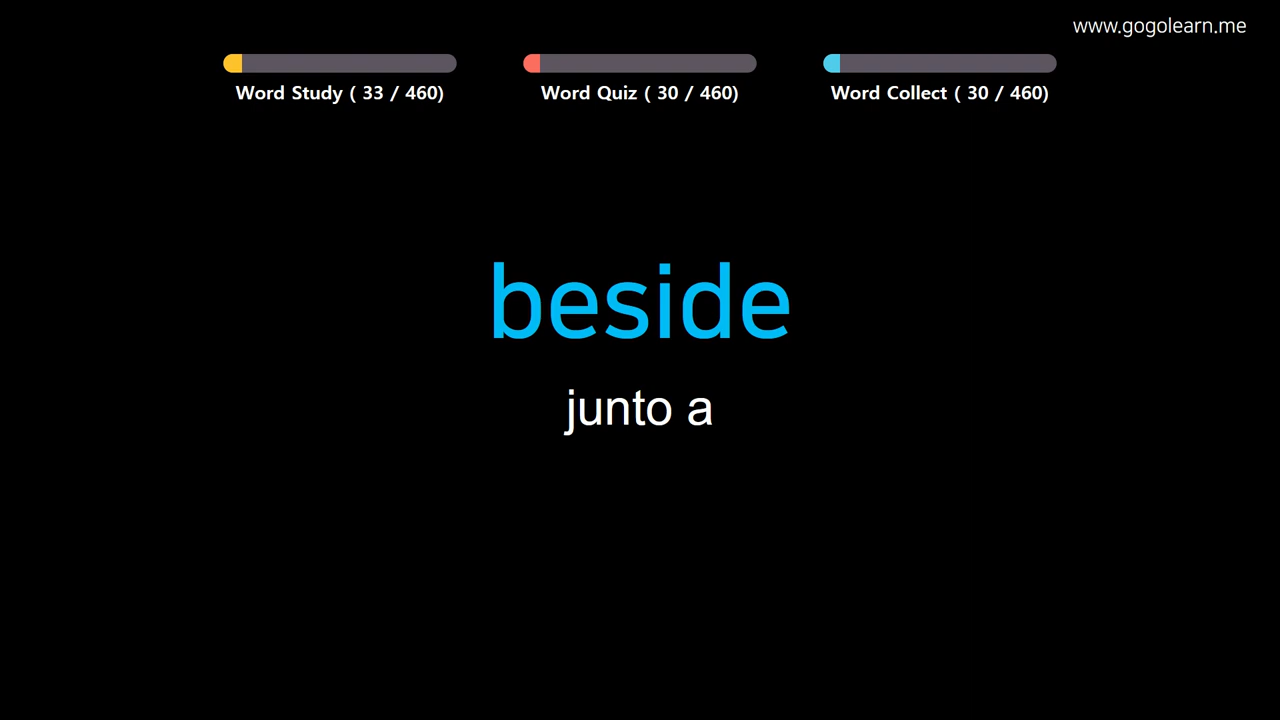 www.gogolearn.me
Word Study ( 33 / 460)
Word Quiz ( 30 / 460)
Word Collect ( 30 / 460)
beside
junto a